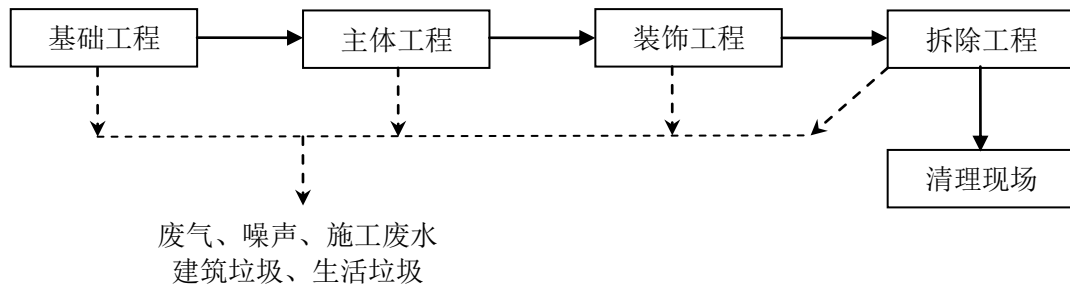 基础工程
主体工程
装饰工程
拆除工程
清理现场
废气、噪声、施工废水
建筑垃圾、生活垃圾